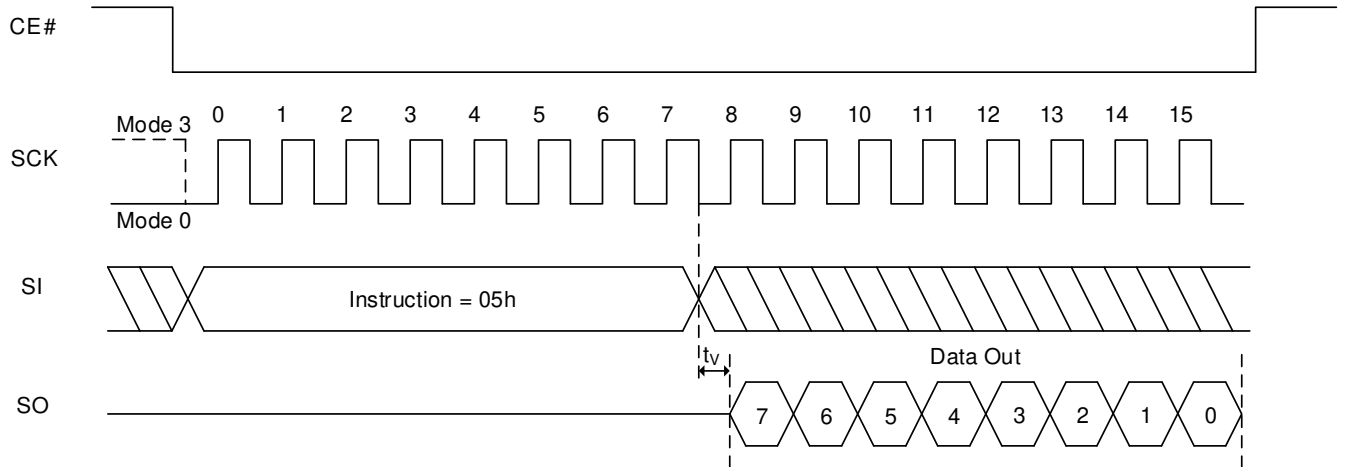 CE#
0 1 2 3 4 5 6 7 8 9 10 11 12 13 14 15
Mode 3
SCK
Mode 0
SI
Instruction = 05h
tV
Data Out
SO
7 6 5 4 3 2 1 0